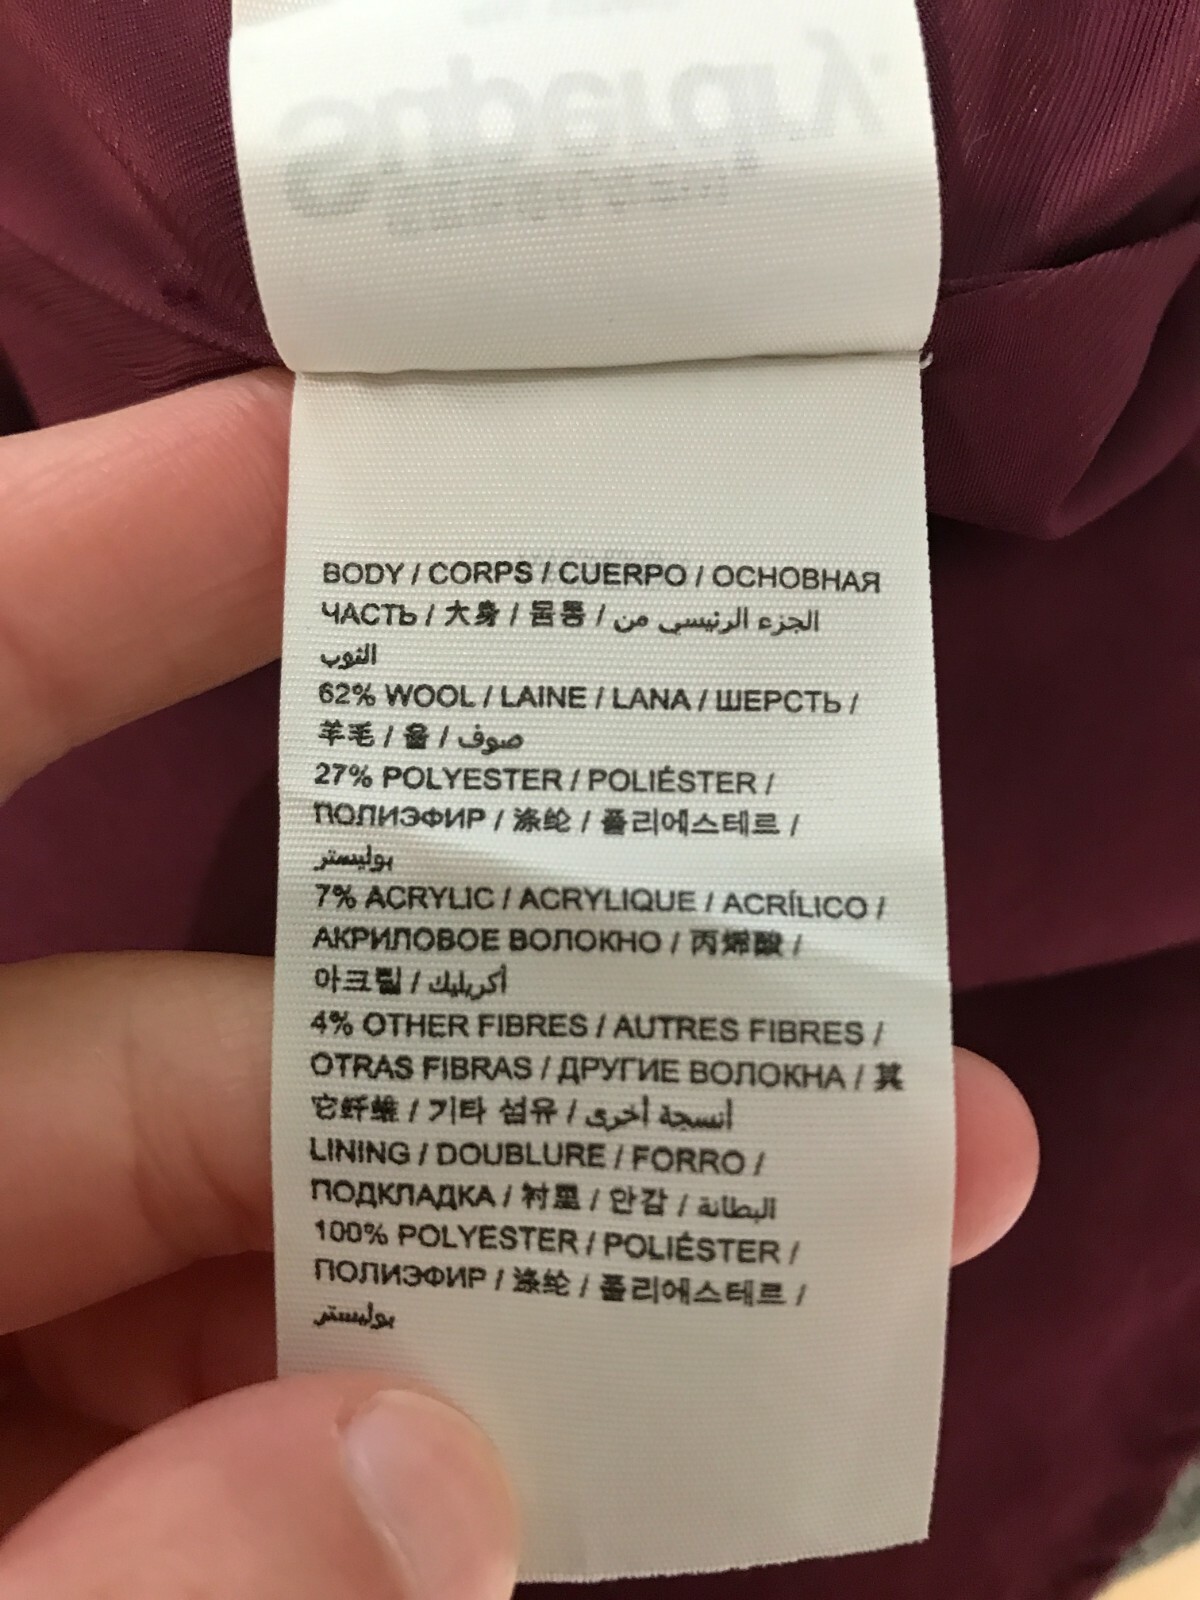 Superdry.
BODY / CORPS / CUERPO / ОСНОВНАЯ
ЧАСТЬ / 大身 / 몸통 / الجزء الرئيسي من
الثوب
62% WOOL / LAINE / LANA / ШЕРСТЬ /
羊毛 / 울 / صوف
27% POLYESTER / POLIÉSTER /
ПОЛИЭФИР / 涤纶 / 폴리에스테르 /
بوليستر
7% ACRYLIC / ACRYLIQUE / ACRÍLICO /
АКРИЛОВОЕ ВОЛОКНО / 丙烯酸 /
아크릴 / أكريليك
4% OTHER FIBRES / AUTRES FIBRES /
OTRAS FIBRAS / ДРУГИЕ ВОЛОКНА / 其
它纤维 / 기타 섬유 / أنسجة أخرى
LINING / DOUBLURE / FORRO /
ПОДКЛАДКА / 衬里 / 안감 / البطانة
100% POLYESTER / POLIÉSTER /
ПОЛИЭФИР / 涤纶 / 폴리에스테르 /
بوليستر